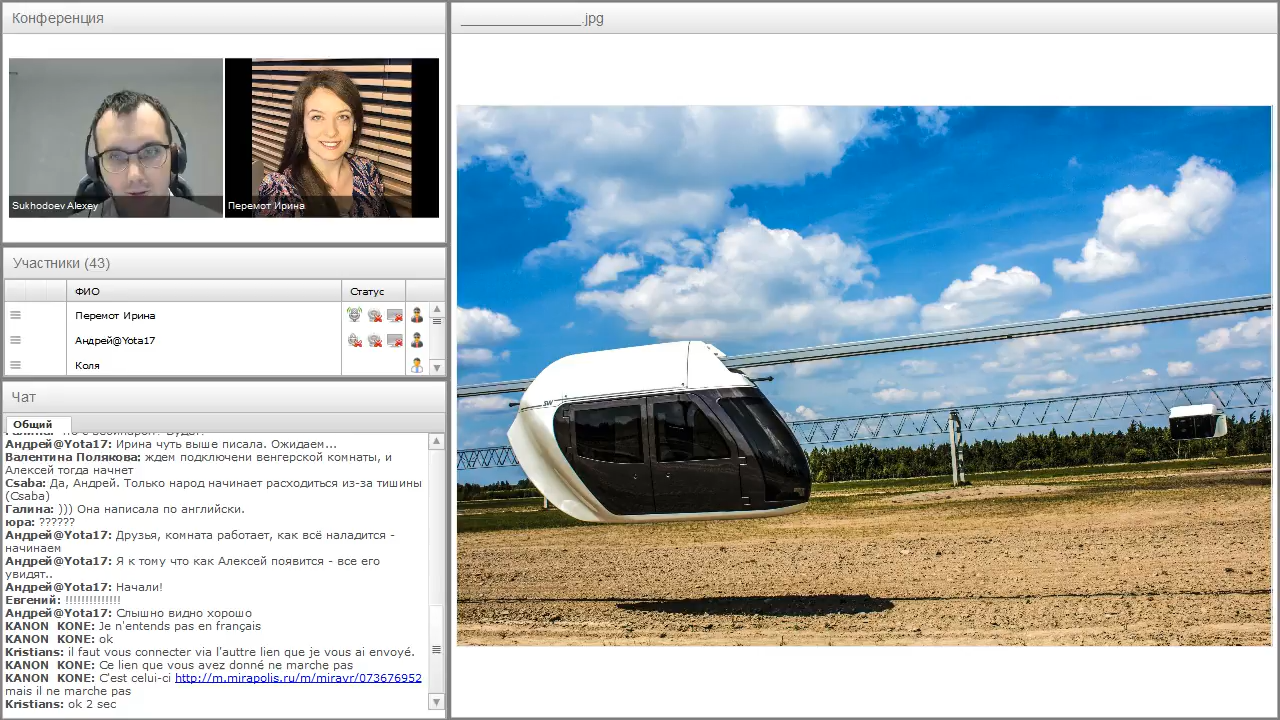 Конференция
Sukhodoev Alexey
Перемот Ирина
Участники (43)
ФИО
Статус
Перемот Ирина
Андрей@Yota17
Коля
Чат
Общий
Андрей@Yota17: Ирина чуть выше писала. Ожидаем...
Валентина Полякова: ждем подключени венгерской комнаты, и
Алексей тогда начнет
Csaba: Да, Андрей. Только народ начинает расходиться из-за тишины
(Csaba)
Галина: ))) Она написала по английски.
юра: ??????
Андрей@Yota17: Друзья, комната работает, как всё наладится -
начинаем
Андрей@Yota17: Я к тому что как Алексей появится - все его
увидят..
Андрей@Yota17: Начали!
Евгений: !!!!!!!!!!!!!!
Андрей@Yota17: Слышно видно хорошо
KANON KONE: Je n'entends pas en français
KANON KONE: ok
Kristians: il faut vous connecter via l'auttre lien que je vous ai envoyé.
KANON KONE: Ce lien que vous avez donné ne marche pas
KANON KONE: C'est celui-ci http://m.mirapolis.ru/m/miravr/073676952
mais il ne marche pas
Kristians: ok 2 sec
_______________.jpg
SW